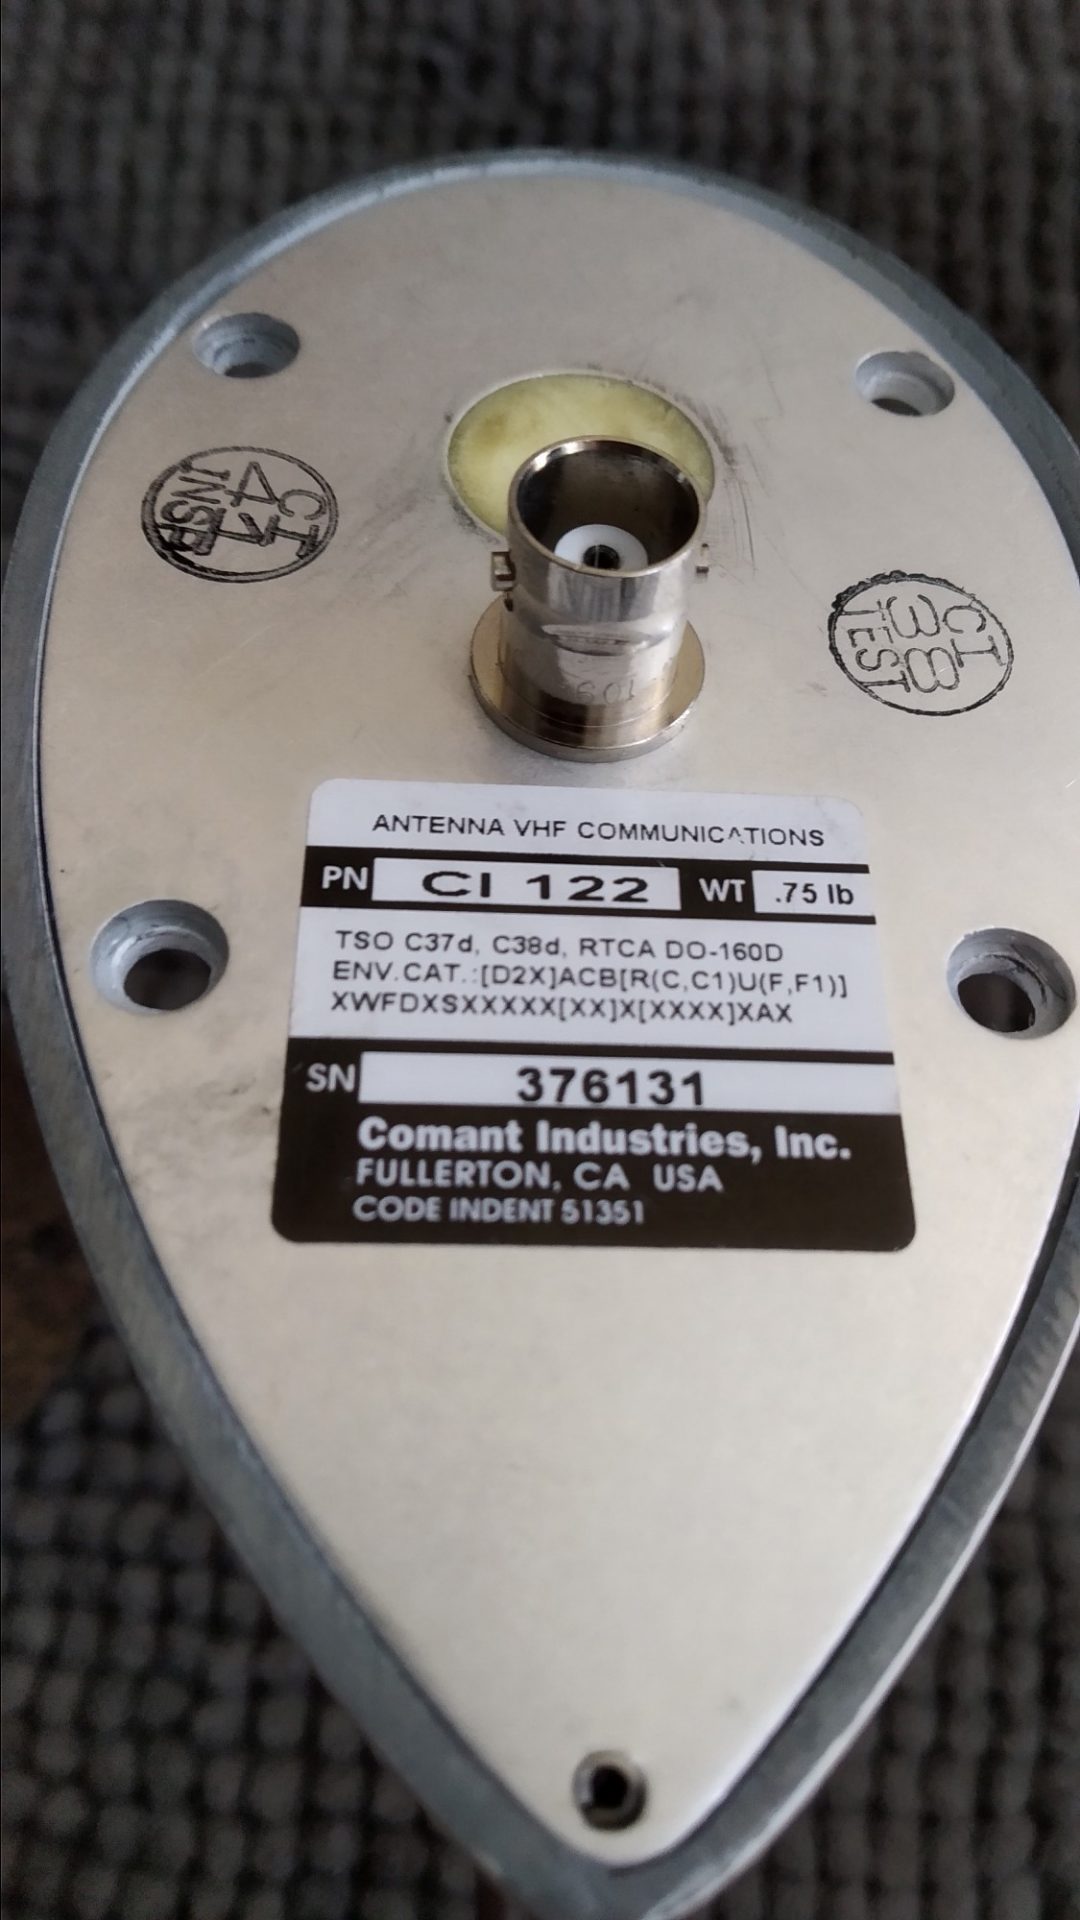 CI
47
INSP
CI
38
TEST
109
ANTENNA VHF COMMUNICATIONS
PN CI 122 WT .75 lb
TSO C37d, C38d, RTCA DO-160D
ENV.CAT.:[D2X]ACB[R(C,C1)U(F,F1)]
XWFDXSXXXXX[XX]X[XXXX]XAX
SN 376131
Comant Industries, Inc.
FULLERTON, CA USA
CODE INDENT 51351